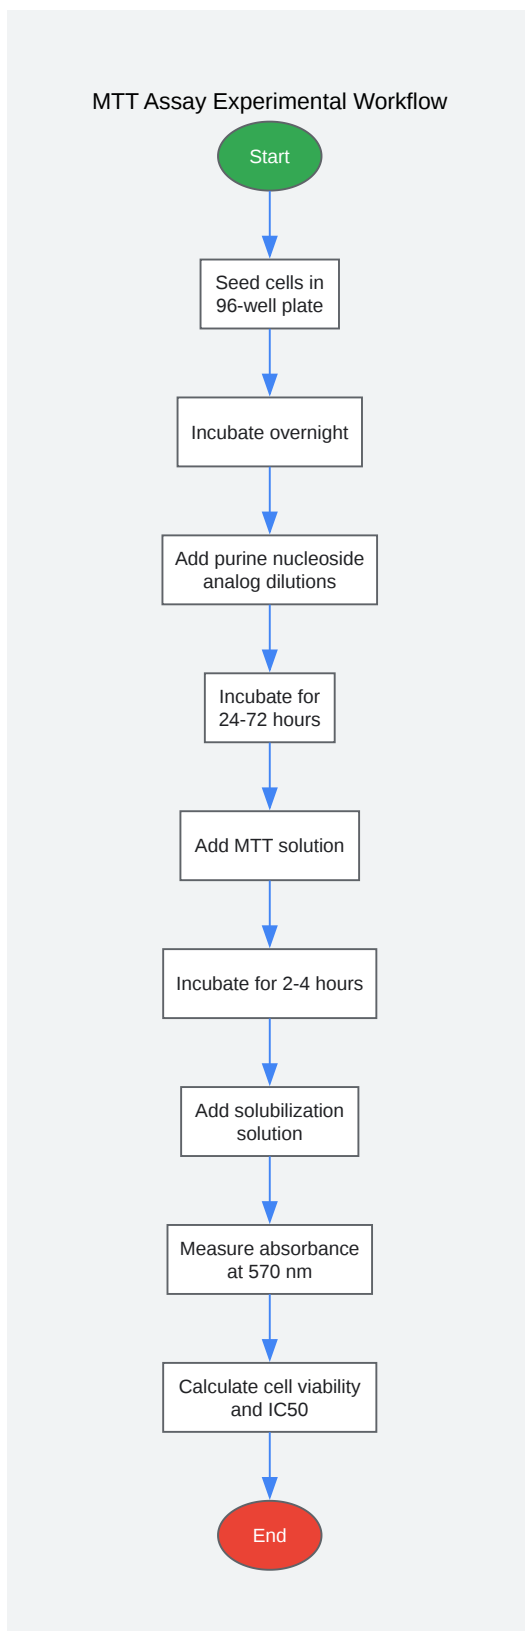 MTT Assay Experimental Workflow
Start
Seed cells in
96-well plate
Incubate overnight
Add purine nucleoside
analog dilutions
Incubate for
24-72 hours
Add MTT solution
Incubate for 2-4 hours
Add solubilization
solution
Measure absorbance
at 570 nm
Calculate cell viability
and IC50
End